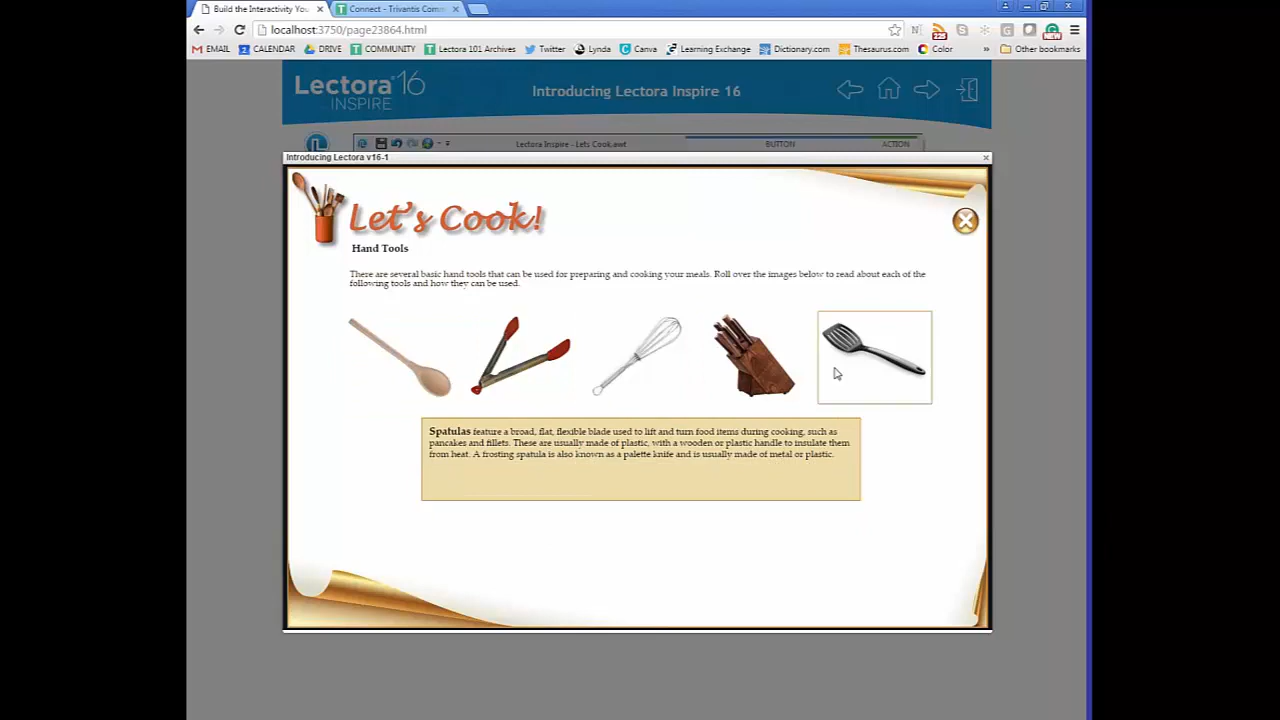 Build the Interactivity You
Connect - Trivantis Comm
localhost:3750/page23864.html
EMAIL CALENDAR DRIVE COMMUNITY Lectora 101 Archives Twitter Lynda Canva Learning Exchange Dictionary.com Thesaurus.com Color » Other bookmarks
Lectora 16
INSPIRE
Introducing Lectora Inspire 16
Lectora Inspire - Lets Cook.awt BUTTON ACTION
Introducing Lectora v16-1
Let's Cook!
Hand Tools
There are several basic hand tools that can be used for preparing and cooking your meals. Roll over the images below to read about each of the
following tools and how they can be used.
Spatulas feature a broad, flat, flexible blade used to lift and turn food items during cooking, such as
pancakes and fillets. These are usually made of plastic, with a wooden or plastic handle to insulate them
from heat. A frosting spatula is also known as a palette knife and is usually made of metal or plastic.